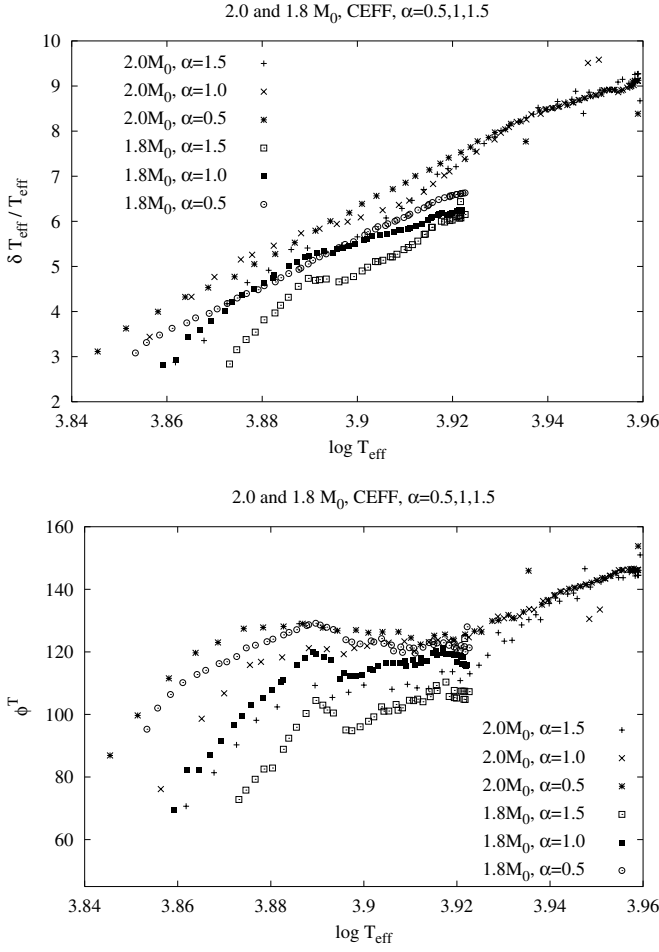 2.0 and 1.8 M0, CEFF, α=0.5,1,1.5
10
9
8
7
6
5
4
3
2
δ Teff / Teff
2.0M0, α=1.5
2.0M0, α=1.0
2.0M0, α=0.5
1.8M0, α=1.5
1.8M0, α=1.0
1.8M0, α=0.5
3.84 3.86 3.88 3.9 3.92 3.94 3.96
log Teff
2.0 and 1.8 M0, CEFF, α=0.5,1,1.5
160
140
120
100
80
60
ϕT
2.0M0, α=1.5
2.0M0, α=1.0
2.0M0, α=0.5
1.8M0, α=1.5
1.8M0, α=1.0
1.8M0, α=0.5
3.84 3.86 3.88 3.9 3.92 3.94 3.96
log Teff